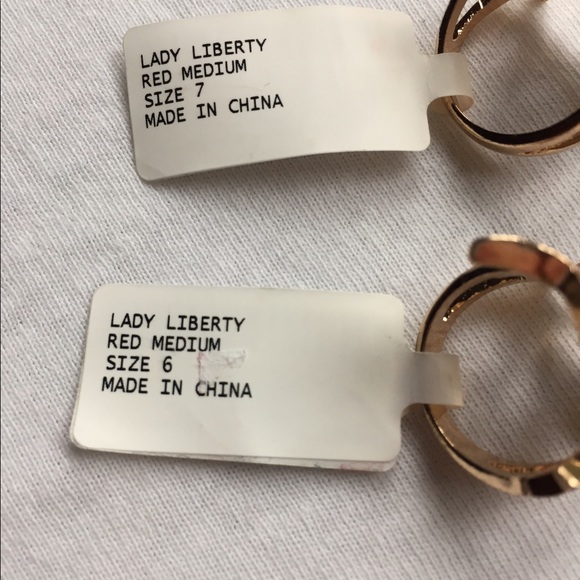 LADY LIBERTY
RED MEDIUM
SIZE 7
MADE IN CHINA
LADY LIBERTY
RED MEDIUM
SIZE 6
MADE IN CHINA